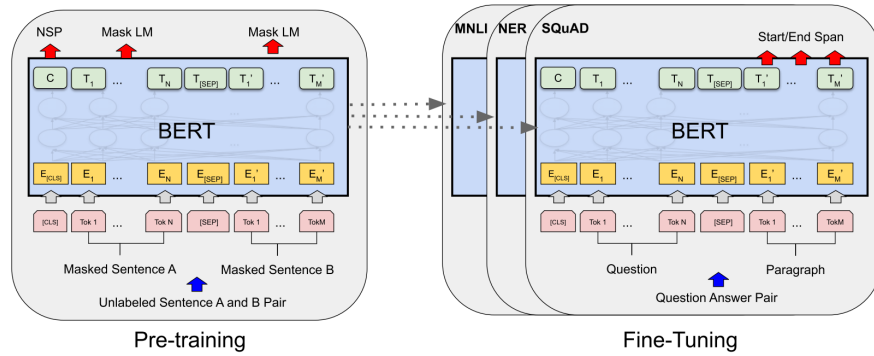 NSP Mask LM Mask LM
C T1 ... TN T[SEP] T1' ... TM'
BERT
E[CLS] E1 ... EN E[SEP] E1' ... EM'
[CLS] Tok 1 ... Tok N [SEP] Tok 1 ... TokM
Masked Sentence A Masked Sentence B
Unlabeled Sentence A and B Pair
Pre-training
MNLI NER SQuAD
Start/End Span
C T1 ... TN T[SEP] T1' ... TM'
BERT
E[CLS] E1 ... EN E[SEP] E1' ... EM'
[CLS] Tok 1 ... Tok N [SEP] Tok 1 ... TokM
Question Paragraph
Question Answer Pair
Fine-Tuning